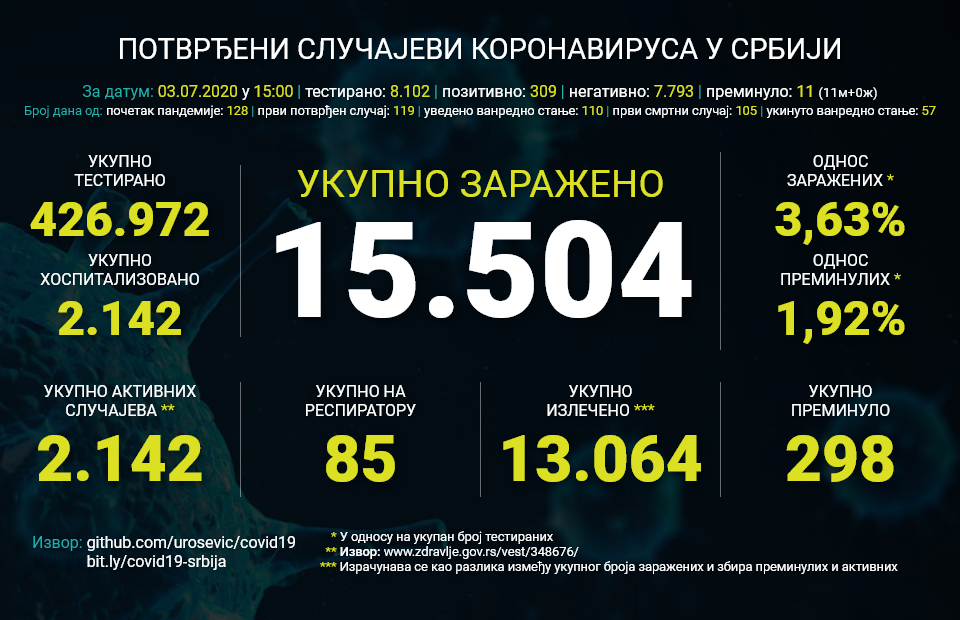 ПОТВРЂЕНИ СЛУЧАЈЕВИ КОРОНАВИРУСА У СРБИЈИ
За датум: 03.07.2020 у 15:00 | тестирано: 8.102 | позитивно: 309 | негативно: 7.793 | преминуло: 11 (11м+0ж)
Број дана од: почетак пандемије: 128 | први потврђен случај: 119 | уведено ванредно стање: 110 | први смртни случај: 105 | укинуто ванредно стање: 57
УКУПНО
ТЕСТИРАНО
426.972
УКУПНО
ХОСПИТАЛИЗОВАНО
2.142
УКУПНО ЗАРАЖЕНО
15.504
ОДНОС
ЗАРАЖЕНИХ *
3,63%
ОДНОС
ПРЕМИНУЛИХ *
1,92%
УКУПНО АКТИВНИХ
СЛУЧАЈЕВА **
2.142
УКУПНО НА
РЕСПИРАТОРУ
85
УКУПНО
ИЗЛЕЧЕНО ***
13.064
УКУПНО
ПРЕМИНУЛО
298
Извор: github.com/urosevic/covid19
bit.ly/covid19-srbija
* У односу на укупан број тестираних
** Извор: www.zdravlje.gov.rs/vest/348676/
*** Израчунава се као разлика између укупног броја заражених и збира преминулих и активних